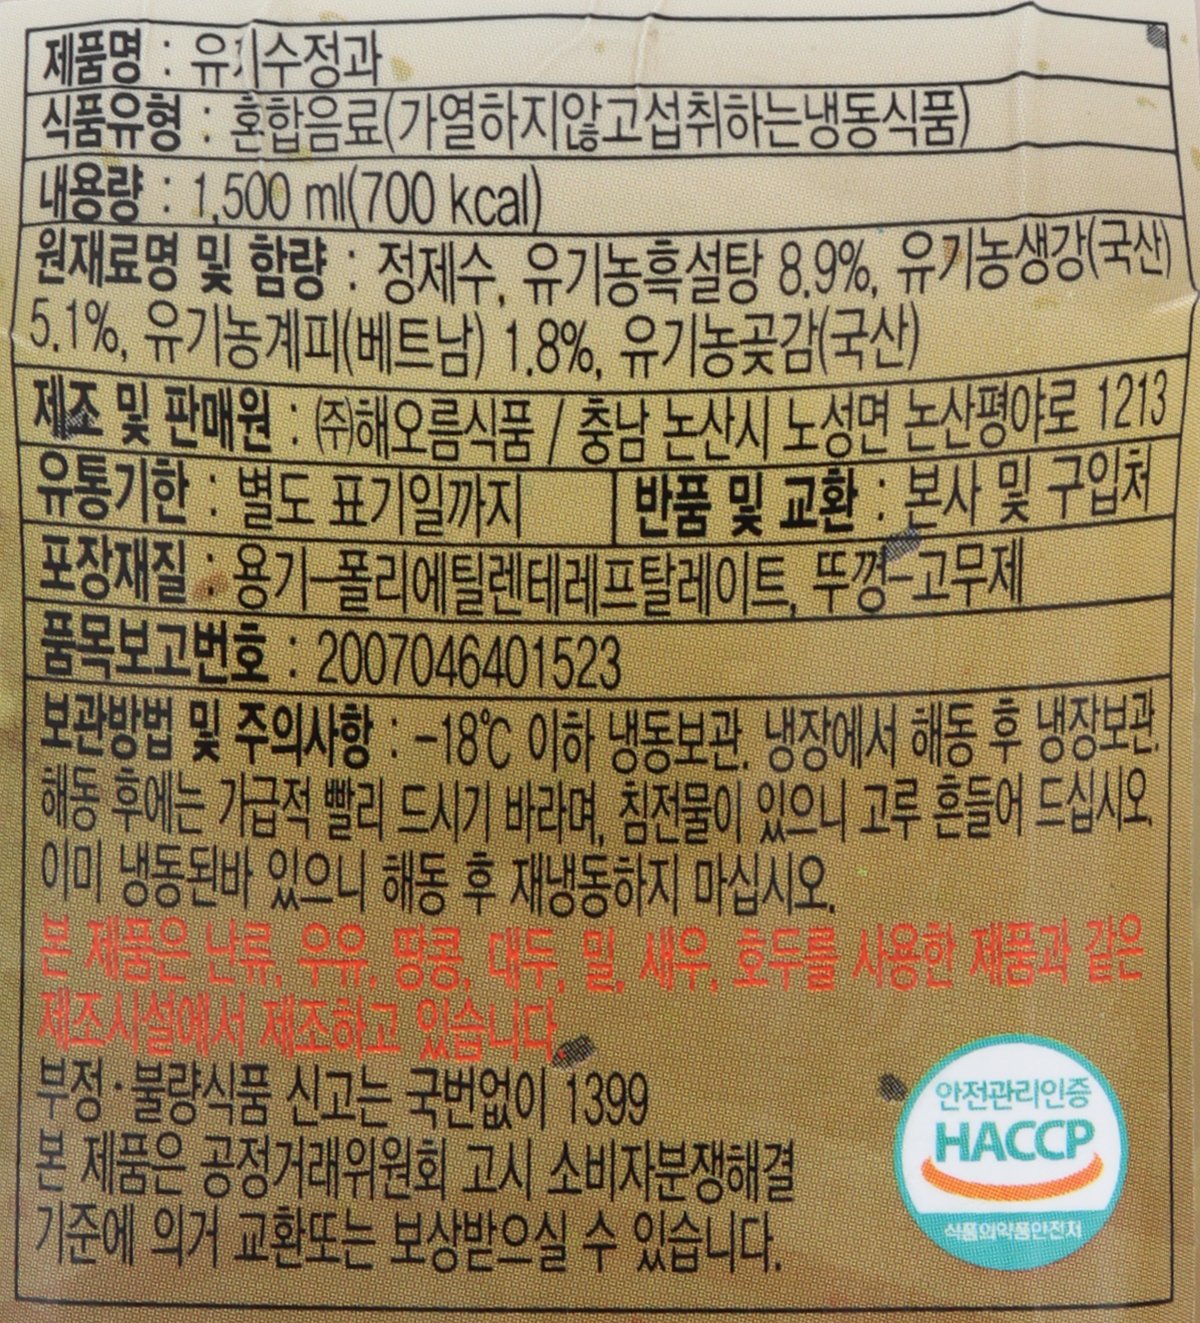 제품명 : 유기수정과
식품유형 : 혼합음료(가열하지않고섭취하는냉동식품)
내용량 : 1,500 ml(700 kcal)
원재료명 및 함량 : 정제수, 유기농흑설탕 8.9%, 유기농생강(국산)
5.1%, 유기농계피(베트남) 1.8%, 유기농곶감(국산)
제조 및 판매원 : ㈜해오름식품 / 충남 논산시 노성면 논산평야로 1213
유통기한 : 별도 표기일까지 반품 및 교환 : 본사 및 구입처
포장재질 : 용기-폴리에틸렌테레프탈레이트, 뚜껑-고무제
품목보고번호 : 2007046401523
보관방법 및 주의사항 : -18℃ 이하 냉동보관. 냉장에서 해동 후 냉장보관.
해동 후에는 가급적 빨리 드시기 바라며, 침전물이 있으니 고루 흔들어 드십시오.
이미 냉동된바 있으니 해동 후 재냉동하지 마십시오.
본 제품은 난류, 우유, 땅콩, 대두, 밀, 새우, 호두를 사용한 제품과 같은
제조시설에서 제조하고 있습니다.
부정·불량식품 신고는 국번없이 1399
본 제품은 공정거래위원회 고시 소비자분쟁해결
기준에 의거 교환또는 보상받으실 수 있습니다.
안전관리인증
HACCP
식품의약품안전처